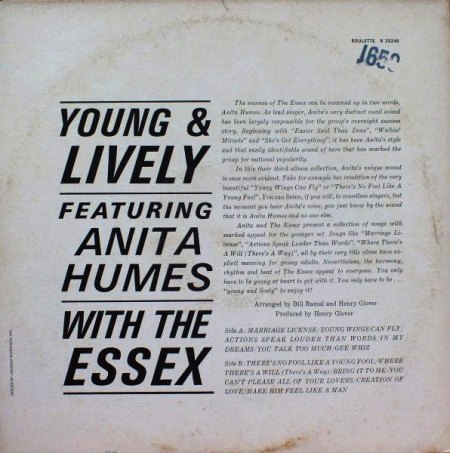 ROULETTE R 25246
YOUNG &
LIVELY
FEATURING
ANITA
HUMES
WITH THE
ESSEX
The success of The Essex can be summed up in two words,
Anita Humes. As lead singer, Anita's very distinct vocal sound
has been largely responsible for the group's overnight success
story. Beginning with "Easier Said Than Done", "Walkin'
Miracle" and "She's Got Everything", it has been Anita's style
and that easily identifiable sound of hers that has marked the
group for national popularity.
In this their third album collection, Anita's unique sound
is once more evident. Take for example her rendition of the very
beautiful "Young Wings Can Fly" or "There's No Fool Like A
Young Fool". You can listen, if you will, to countless singers, but
the moment you hear Anita's voice, you just know by the sound
that it is Anita Humes and no one else.
Anita and The Essex present a collection of songs with
marked appeal for the younger set. Songs like "Marriage Li-
cense", "Actions Speak Louder Than Words", "Where There's
A Will (There's A Way)", all by their very title alone have ex-
plicit meaning for young adults. Nevertheless, the harmony,
rhythm and beat of The Essex appeal to everyone. You only
have to be young at heart to get with it. You only have to be . . .
"young and lively" to enjoy it!
Arranged by Bill Ramal and Henry Glover
Produced by Henry Glover
Side A: MARRIAGE LICENSE/YOUNG WINGS CAN FLY/
ACTIONS SPEAK LOUDER THAN WORDS/IN MY
DREAMS/YOU TALK TOO MUCH/GEE WHIZ
Side B: THERE'S NO FOOL LIKE A YOUNG FOOL/WHERE
THERE'S A WILL (There's A Way)/BRING IT TO ME/YOU
CAN'T PLEASE ALL OF YOUR LOVERS/CREATION OF
LOVE/MAKE HIM FEEL LIKE A MAN